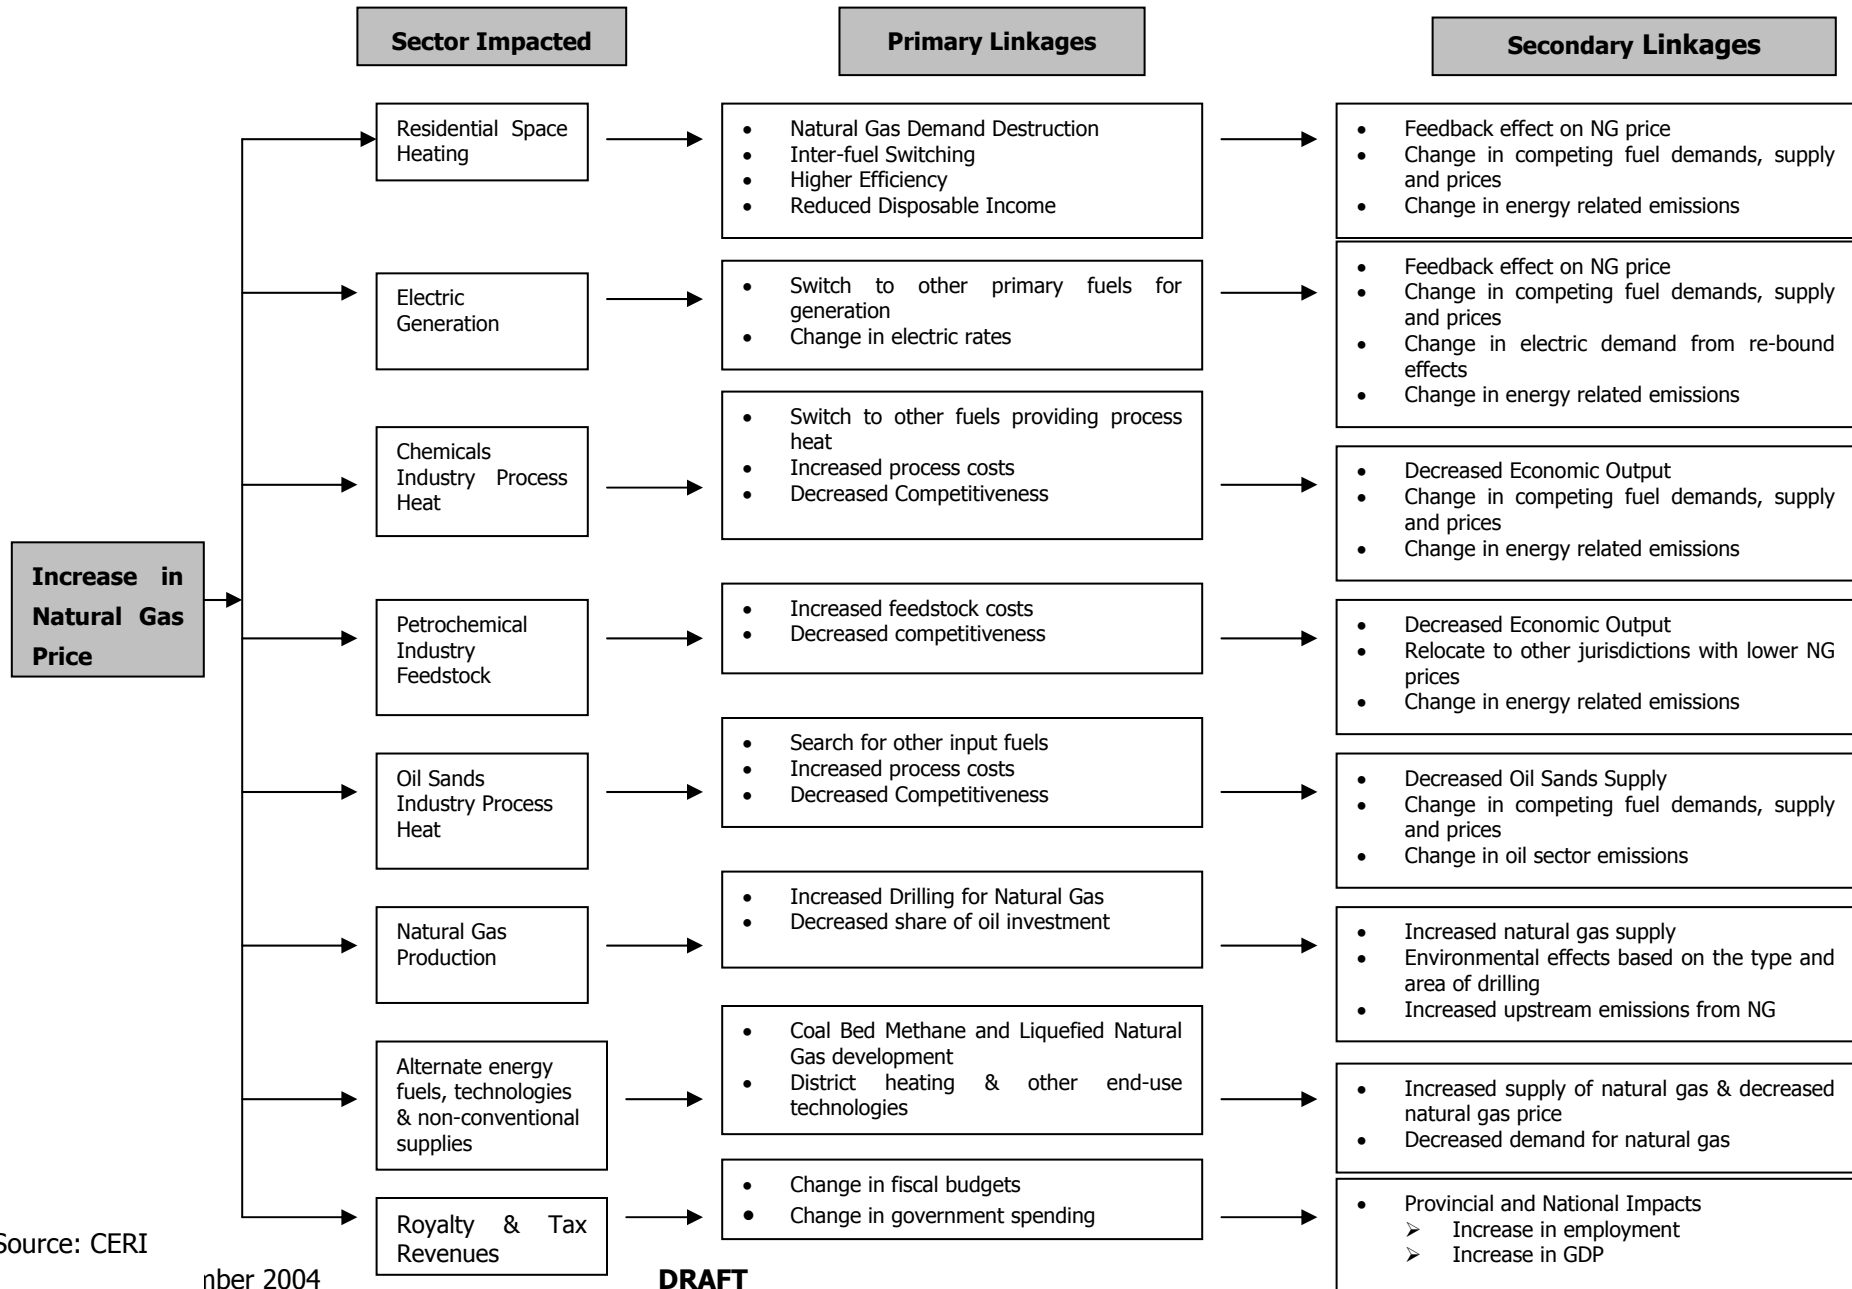 Sector Impacted
Primary Linkages
Secondary Linkages
Increase in
Natural Gas
Price
Residential Space
Heating
• Natural Gas Demand Destruction
• Inter-fuel Switching
• Higher Efficiency
• Reduced Disposable Income
• Feedback effect on NG price
• Change in competing fuel demands, supply
and prices
• Change in energy related emissions
Electric
Generation
• Switch to other primary fuels for
generation
• Change in electric rates
• Feedback effect on NG price
• Change in competing fuel demands, supply
and prices
• Change in electric demand from re-bound
effects
• Change in energy related emissions
Chemicals
Industry Process
Heat
• Switch to other fuels providing process
heat
• Increased process costs
• Decreased Competitiveness
• Decreased Economic Output
• Change in competing fuel demands, supply
and prices
• Change in energy related emissions
Petrochemical
Industry
Feedstock
• Increased feedstock costs
• Decreased competitiveness
• Decreased Economic Output
• Relocate to other jurisdictions with lower NG
prices
• Change in energy related emissions
Oil Sands
Industry Process
Heat
• Search for other input fuels
• Increased process costs
• Decreased Competitiveness
• Decreased Oil Sands Supply
• Change in competing fuel demands, supply
and prices
• Change in oil sector emissions
Natural Gas
Production
• Increased Drilling for Natural Gas
• Decreased share of oil investment
• Increased natural gas supply
• Environmental effects based on the type and
area of drilling
• Increased upstream emissions from NG
Alternate energy
fuels, technologies
& non-conventional
supplies
• Coal Bed Methane and Liquefied Natural
Gas development
• District heating & other end-use
technologies
• Increased supply of natural gas & decreased
natural gas price
• Decreased demand for natural gas
Royalty & Tax
Revenues
• Change in fiscal budgets
• Change in government spending
• Provincial and National Impacts
➢ Increase in employment
➢ Increase in GDP
Source: CERI
mber 2004
DRAFT